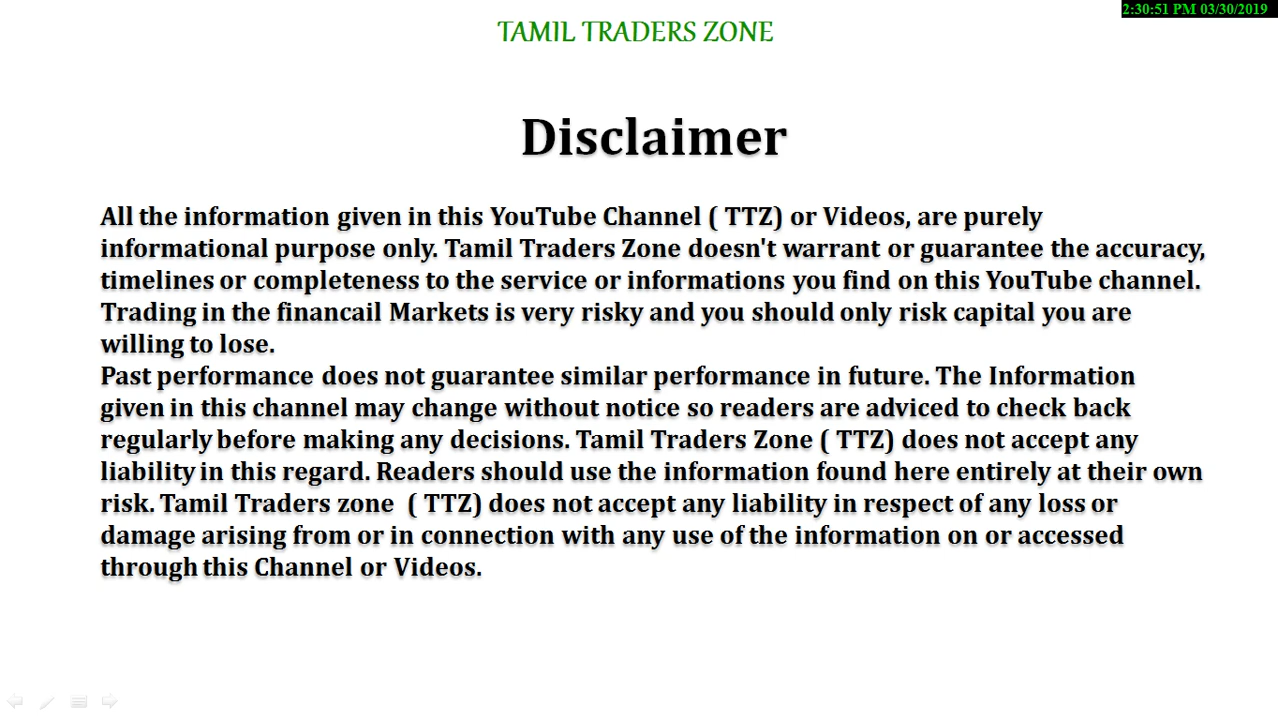 2:30:51 PM 03/30/2019
TAMIL TRADERS ZONE
Disclaimer
All the information given in this YouTube Channel ( TTZ) or Videos, are purely
informational purpose only. Tamil Traders Zone doesn't warrant or guarantee the accuracy,
timelines or completeness to the service or informations you find on this YouTube channel.
Trading in the financail Markets is very risky and you should only risk capital you are
willing to lose.
Past performance does not guarantee similar performance in future. The Information
given in this channel may change without notice so readers are adviced to check back
regularly before making any decisions. Tamil Traders Zone ( TTZ) does not accept any
liability in this regard. Readers should use the information found here entirely at their own
risk. Tamil Traders zone  ( TTZ) does not accept any liability in respect of any loss or
damage arising from or in connection with any use of the information on or accessed
through this Channel or Videos.